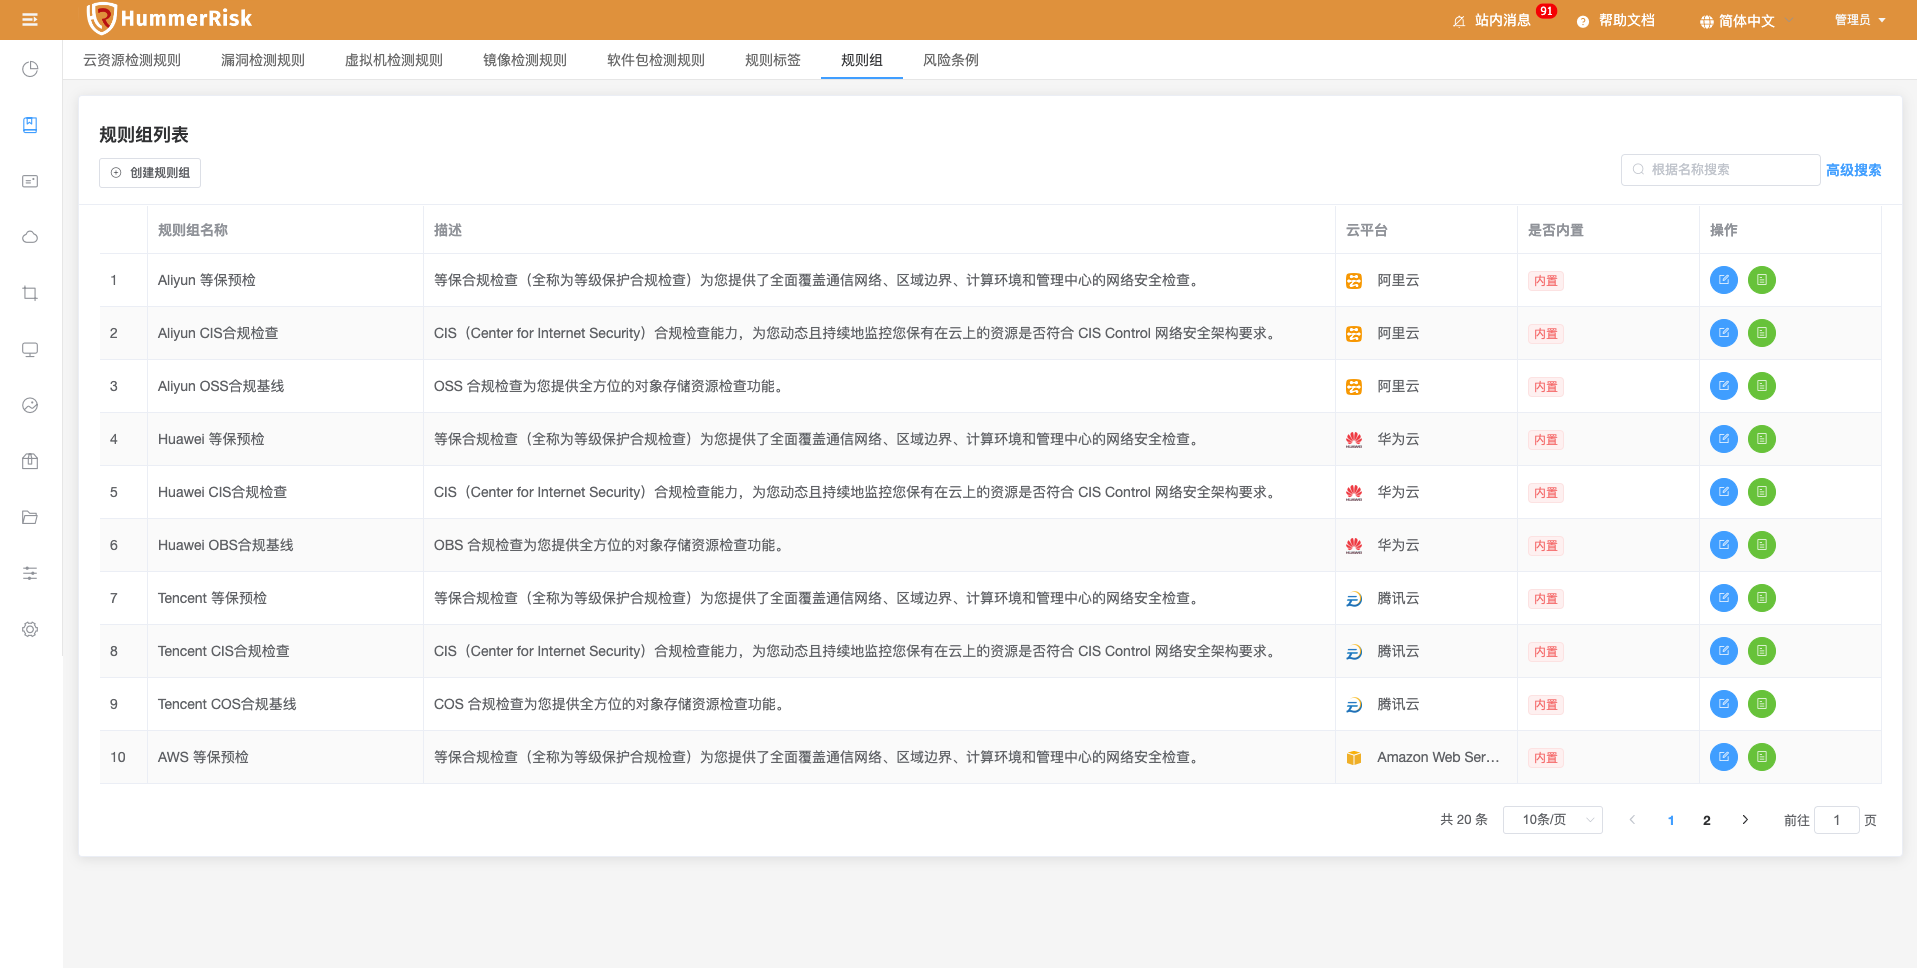 HummerRisk
站内消息 91
帮助文档
简体中文
管理员
云资源检测规则 漏洞检测规则 虚拟机检测规则 镜像检测规则 软件包检测规则 规则标签 规则组 风险条例
规则组列表
创建规则组
根据名称搜索 高级搜索
规则组名称 描述 云平台 是否内置 操作
1 Aliyun 等保预检 等保合规检查（全称为等级保护合规检查）为您提供了全面覆盖通信网络、区域边界、计算环境和管理中心的网络安全检查。 阿里云 内置
2 Aliyun CIS合规检查 CIS（Center for Internet Security）合规检查能力，为您动态且持续地监控您保有在云上的资源是否符合 CIS Control 网络安全架构要求。 阿里云 内置
3 Aliyun OSS合规基线 OSS 合规检查为您提供全方位的对象存储资源检查功能。 阿里云 内置
4 Huawei 等保预检 等保合规检查（全称为等级保护合规检查）为您提供了全面覆盖通信网络、区域边界、计算环境和管理中心的网络安全检查。 华为云 内置
5 Huawei CIS合规检查 CIS（Center for Internet Security）合规检查能力，为您动态且持续地监控您保有在云上的资源是否符合 CIS Control 网络安全架构要求。 华为云 内置
6 Huawei OBS合规基线 OBS 合规检查为您提供全方位的对象存储资源检查功能。 华为云 内置
7 Tencent 等保预检 等保合规检查（全称为等级保护合规检查）为您提供了全面覆盖通信网络、区域边界、计算环境和管理中心的网络安全检查。 腾讯云 内置
8 Tencent CIS合规检查 CIS（Center for Internet Security）合规检查能力，为您动态且持续地监控您保有在云上的资源是否符合 CIS Control 网络安全架构要求。 腾讯云 内置
9 Tencent COS合规基线 COS 合规检查为您提供全方位的对象存储资源检查功能。 腾讯云 内置
10 AWS 等保预检 等保合规检查（全称为等级保护合规检查）为您提供了全面覆盖通信网络、区域边界、计算环境和管理中心的网络安全检查。 Amazon Web Ser... 内置
共 20 条 10条/页 1 2 前往 1 页